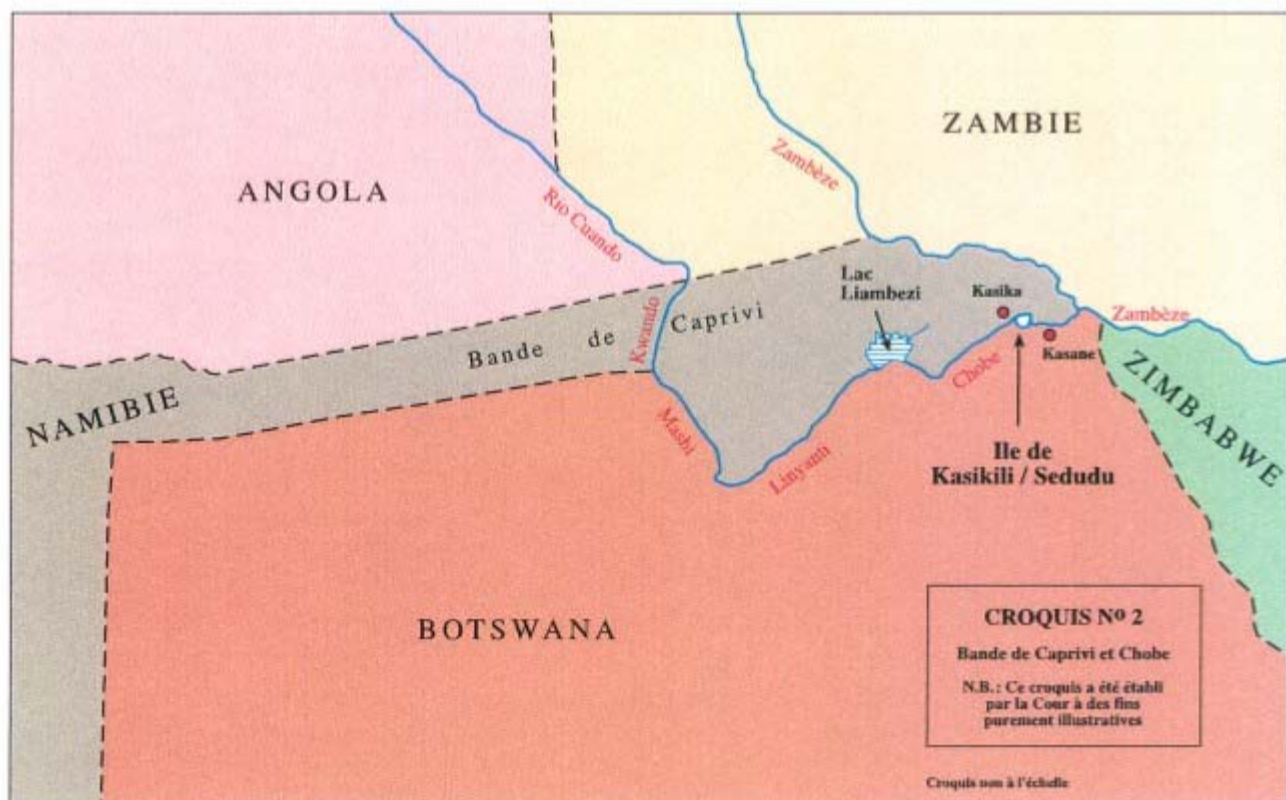 ANGOLA
ZAMBIE
Zambèze
Rio Cuando
Lac
Liambezi
Kasika
Zambèze
Bande de Caprivi
Kwando
Kasane
Chobe
NAMIBIE
ZIMBABWE
Mashi
Linyanti
Ile de
Kasikili / Sedudu
BOTSWANA
CROQUIS Nº 2
Bande de Caprivi et Chobe
N.B.: Ce croquis a été établi
par la Cour à des fins
purement illustratives
Croquis non à l'échelle